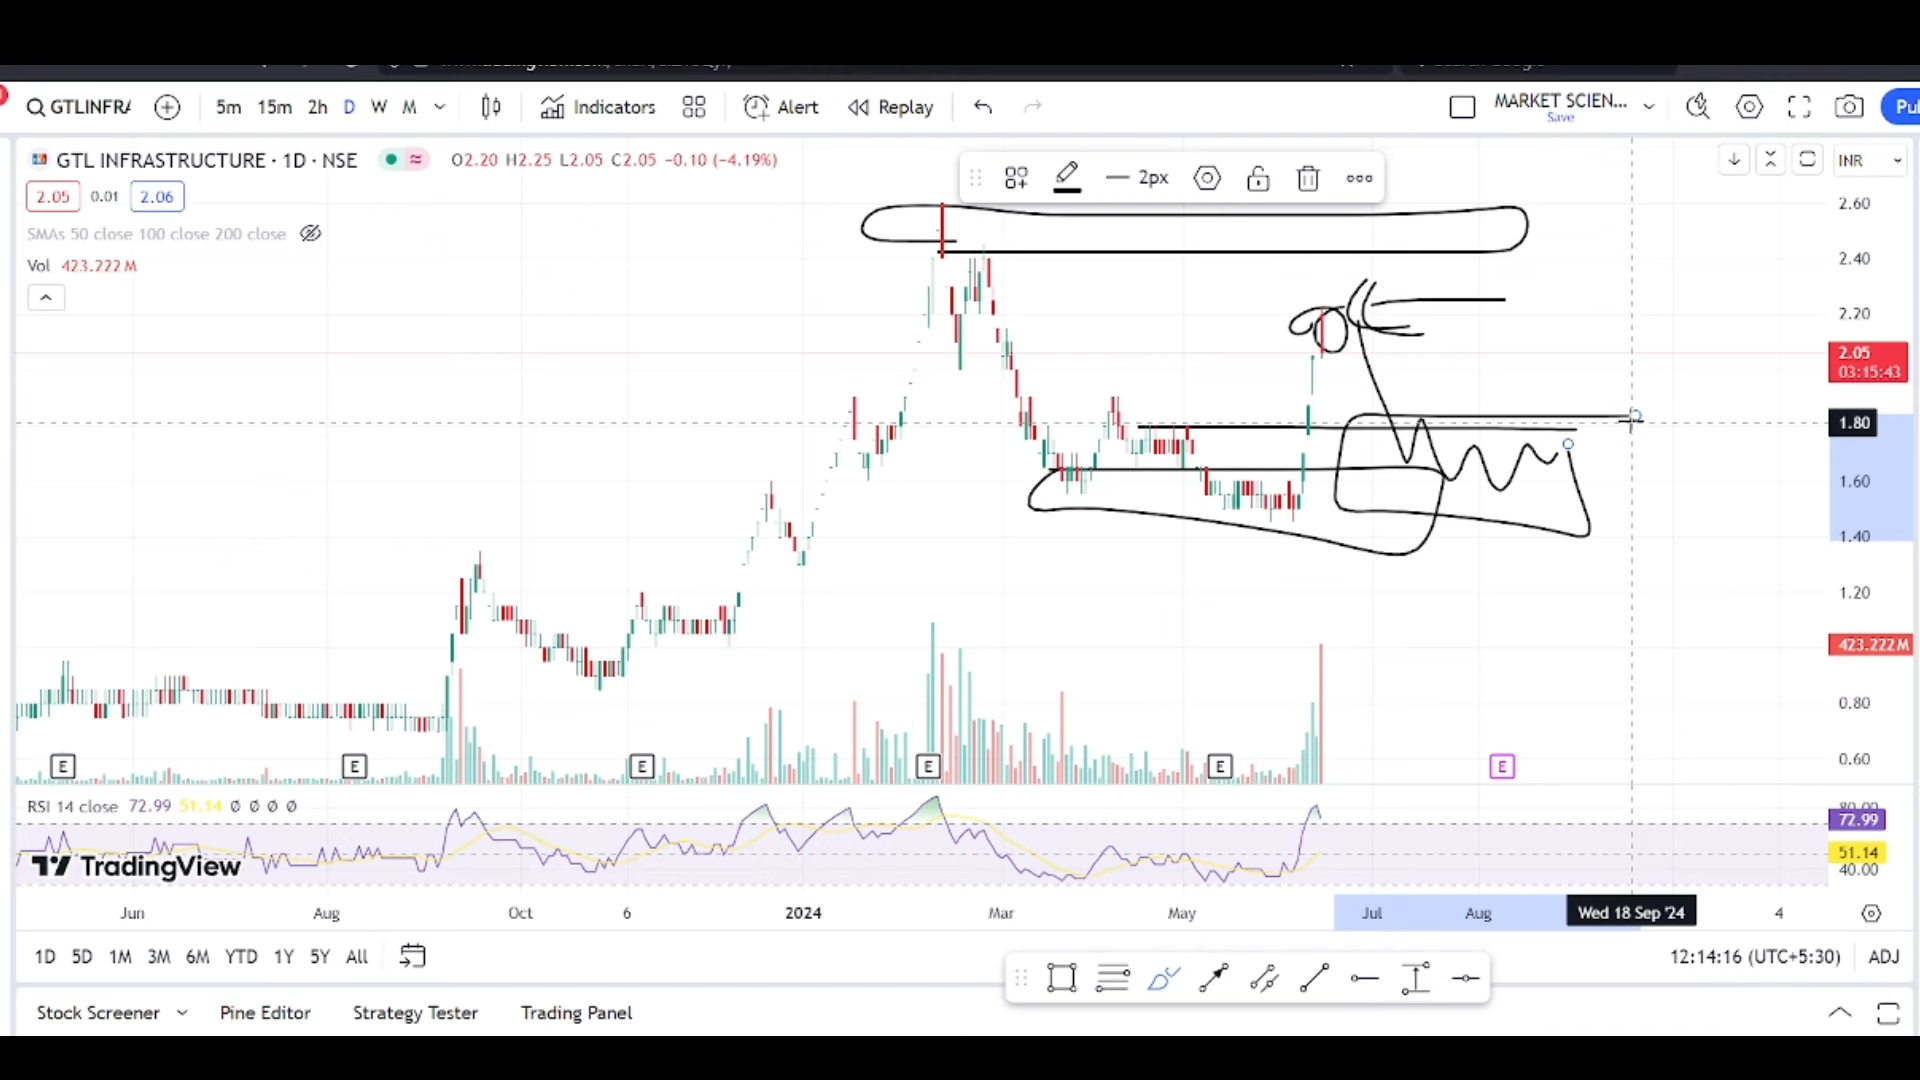 GTLINFRA 5m 15m 2h D W M Indicators Alert Replay MARKET SCIEN... Save
GTL INFRASTRUCTURE · 1D · NSE O2.20 H2.25 L2.05 C2.05 −0.10 (−4.19%) INR
2.05 0.01 2.06 2px
SMAs 50 close 100 close 200 close
Vol 423.222 M
2.60
2.40
2.20
2.05
03:15:43
1.80
1.60
1.40
1.20
423.222 M
0.80
0.60
E E E E E E
RSI 14 close 72.99 51.14 ∅ ∅ ∅ ∅
80.00
72.99
51.14
40.00
TradingView
Jun Aug Oct 6 2024 Mar May Jul Aug Wed 18 Sep '24 4
1D 5D 1M 3M 6M YTD 1Y 5Y All 12:14:16 (UTC+5:30) ADJ
Stock Screener Pine Editor Strategy Tester Trading Panel